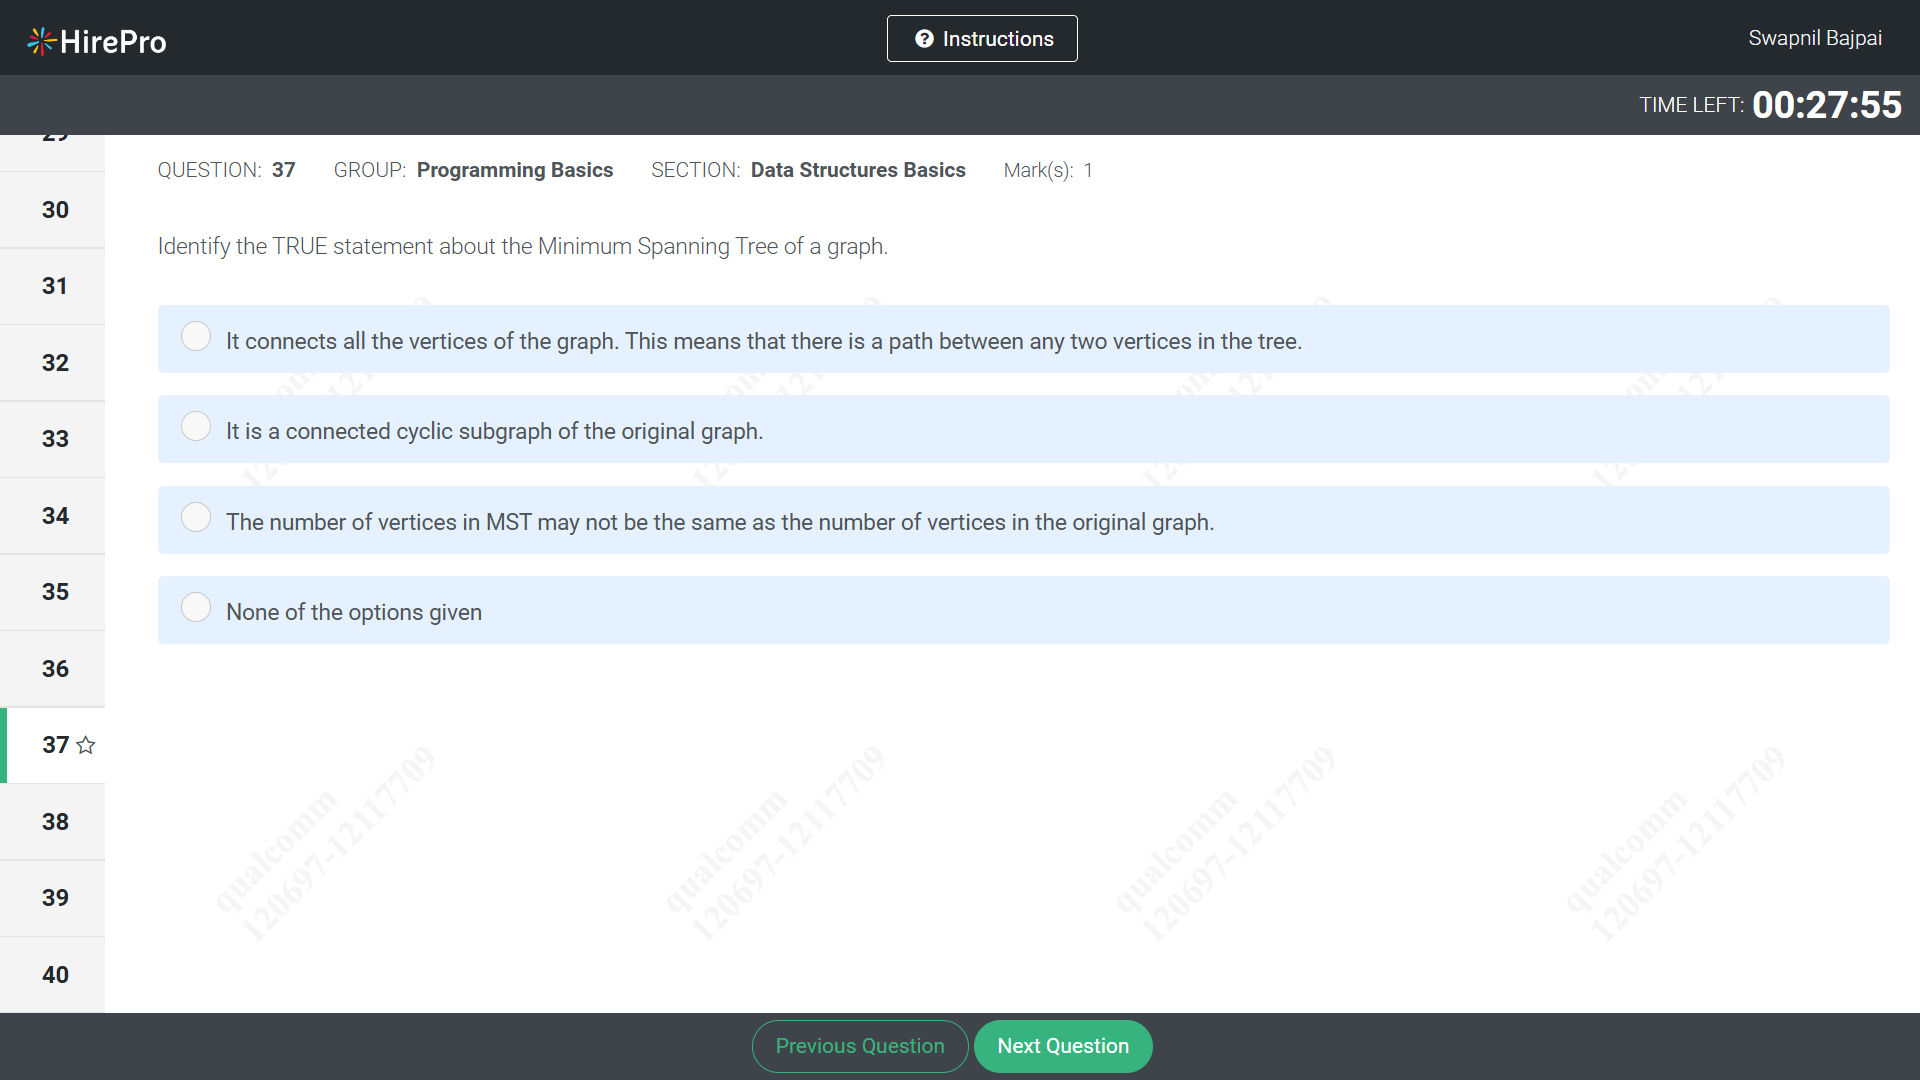 HirePro
Instructions
Swapnil Bajpai
TIME LEFT: 00:27:55
29
QUESTION: 37 GROUP: Programming Basics SECTION: Data Structures Basics Mark(s): 1
30
Identify the TRUE statement about the Minimum Spanning Tree of a graph.
31
It connects all the vertices of the graph. This means that there is a path between any two vertices in the tree.
32
It is a connected cyclic subgraph of the original graph.
33
The number of vertices in MST may not be the same as the number of vertices in the original graph.
34
35
None of the options given
36
37
38
39
40
qualcomm
120697-12117709
qualcomm
120697-12117709
qualcomm
120697-12117709
qualcomm
120697-12117709
Previous Question
Next Question